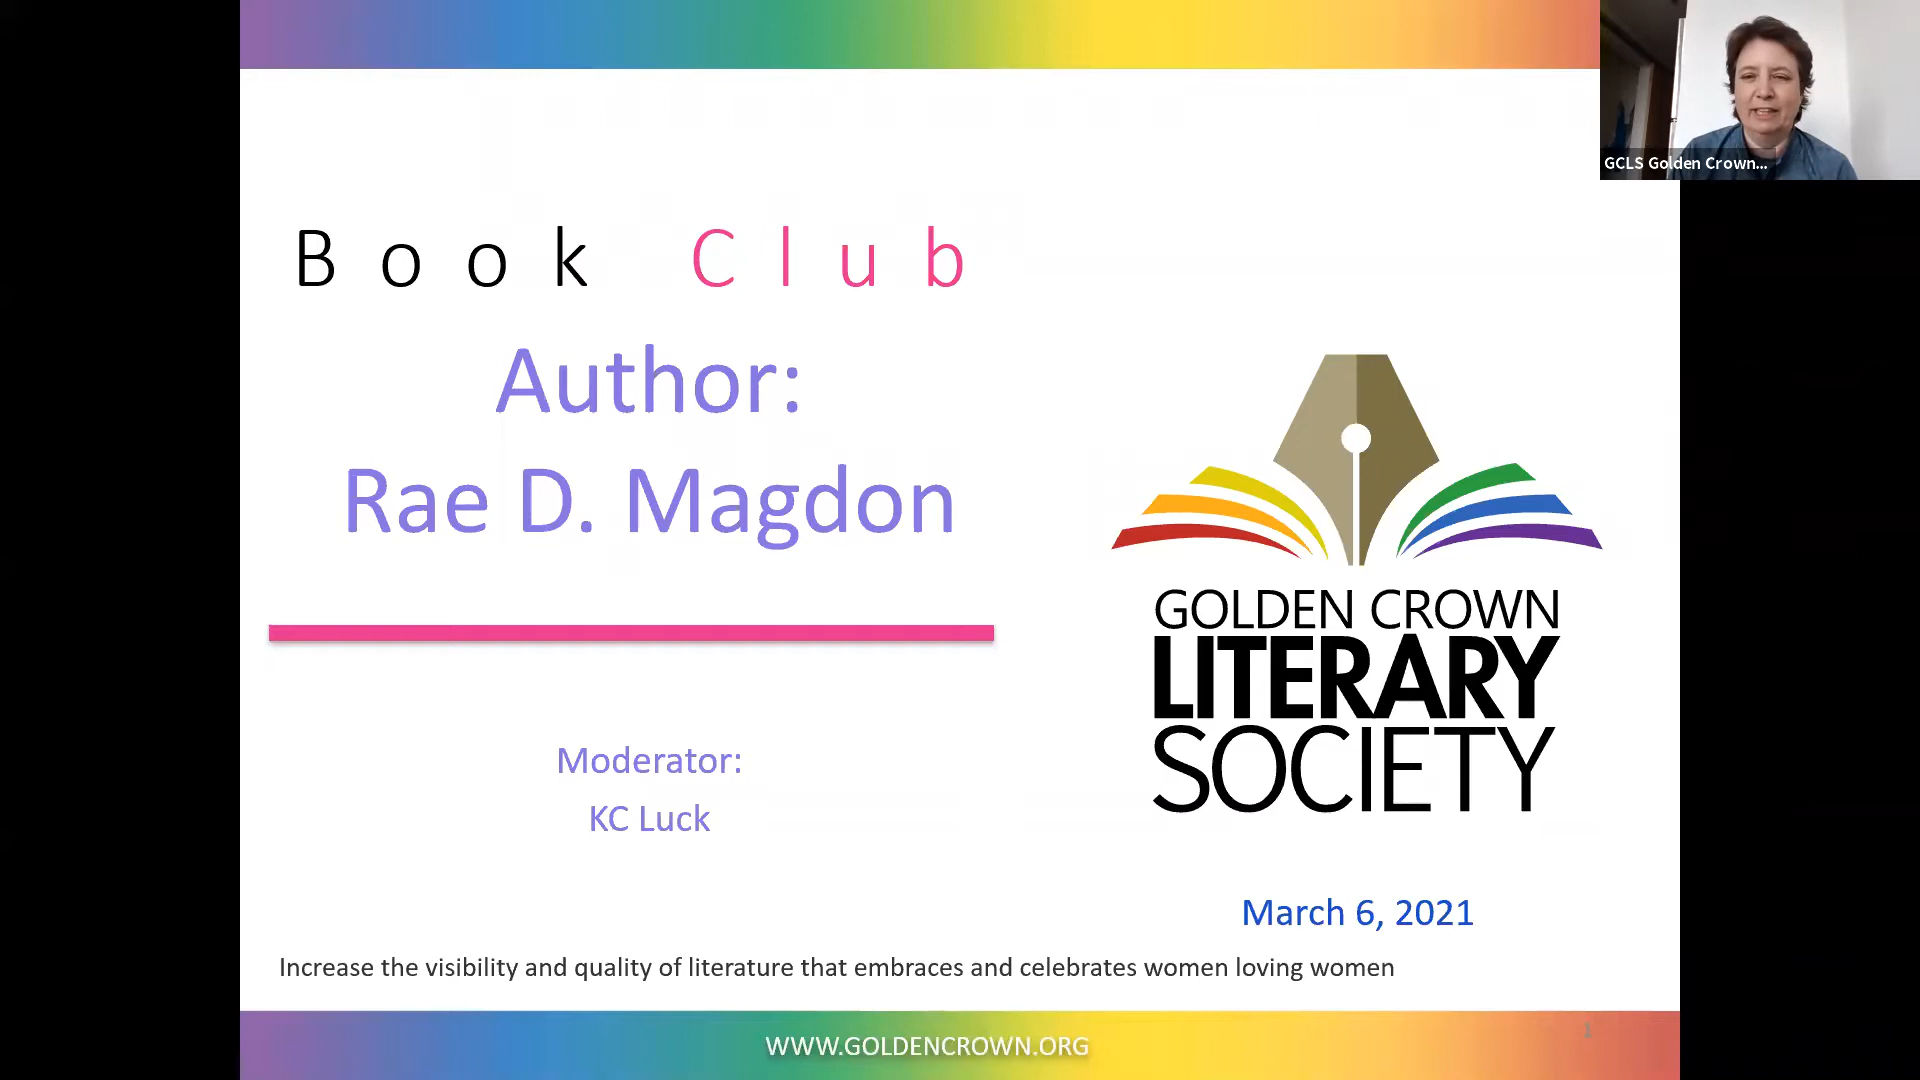 GCLS Golden Crown...
Book Club
Author:
Rae D. Magdon
Moderator:
KC Luck
GOLDEN CROWN
LITERARY
SOCIETY
March 6, 2021
Increase the visibility and quality of literature that embraces and celebrates women loving women
WWW.GOLDENCROWN.ORG
1